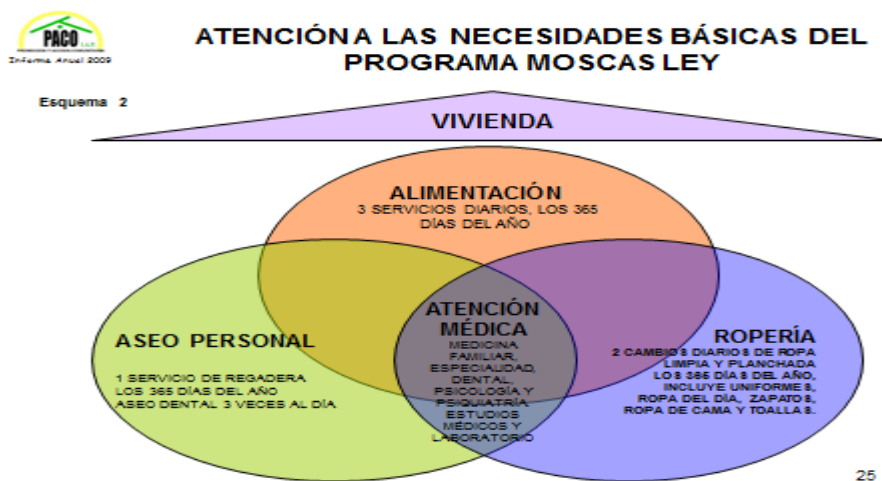 PACO I.A.P.
Informe Anual 2009
ATENCIÓN A LAS NECESIDADES BÁSICAS DEL
PROGRAMA MOSCAS LEY
Esquema 2
VIVIENDA
ALIMENTACIÓN
3 SERVICIOS DIARIOS, LOS 365
DÍAS DEL AÑO
ASEO PERSONAL
1 SERVICIO DE REGADERA
LOS 365 DÍAS DEL AÑO
ASEO DENTAL 3 VECES AL DÍA
ATENCIÓN
MÉDICA
MEDICINA
FAMILIAR,
ESPECIALIDAD,
DENTAL,
PSICOLOGÍA Y
PSIQUIATRÍA
ESTUDIOS
MÉDICOS Y
LABORATORIO
ROPERÍA
2 CAMBIOS DIARIOS DE ROPA
LIMPIA Y PLANCHADA
LOS 365 DÍAS DEL AÑO,
INCLUYE UNIFORMES,
ROPA DEL DÍA, ZAPATOS,
ROPA DE CAMA Y TOALLAS.
25